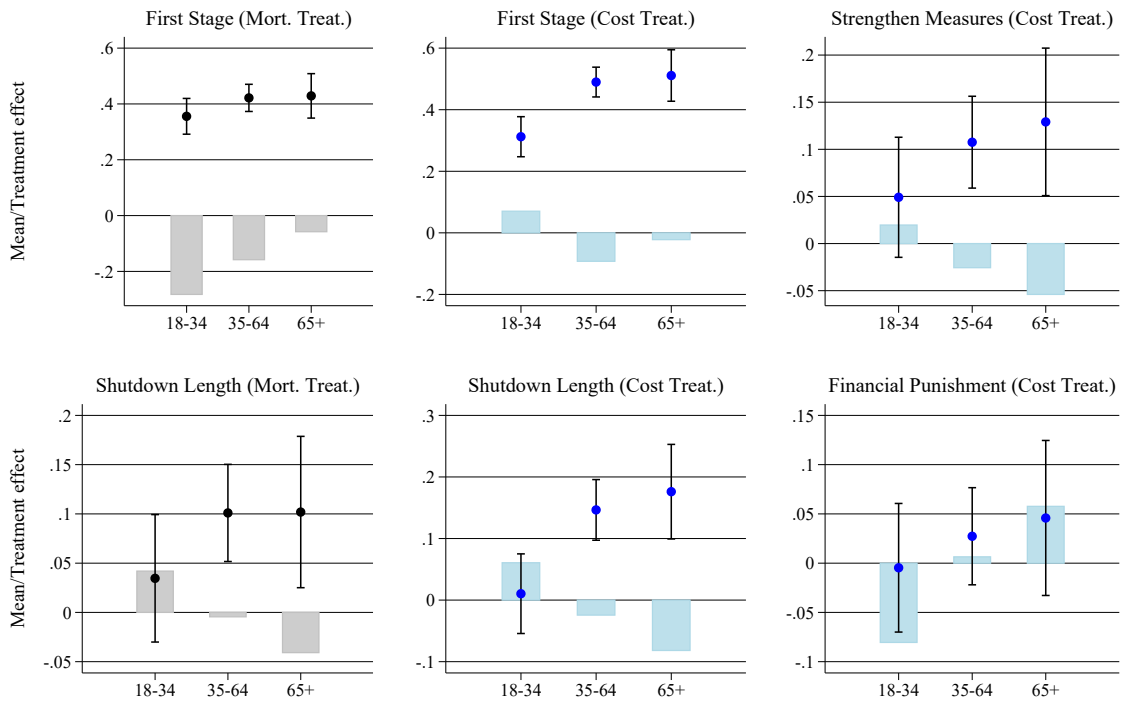 First Stage (Mort. Treat.)
First Stage (Cost Treat.)
Strengthen Measures (Cost Treat.)
Mean/Treatment effect
.6
.4
.2
0
-.2
18-34 35-64 65+
.6
.4
.2
0
-.2
18-34 35-64 65+
.2
.15
.1
.05
0
-.05
18-34 35-64 65+
Shutdown Length (Mort. Treat.)
Shutdown Length (Cost Treat.)
Financial Punishment (Cost Treat.)
Mean/Treatment effect
.2
.15
.1
.05
0
-.05
18-34 35-64 65+
.3
.2
.1
0
-.1
18-34 35-64 65+
.15
.1
.05
0
-.05
-.1
18-34 35-64 65+